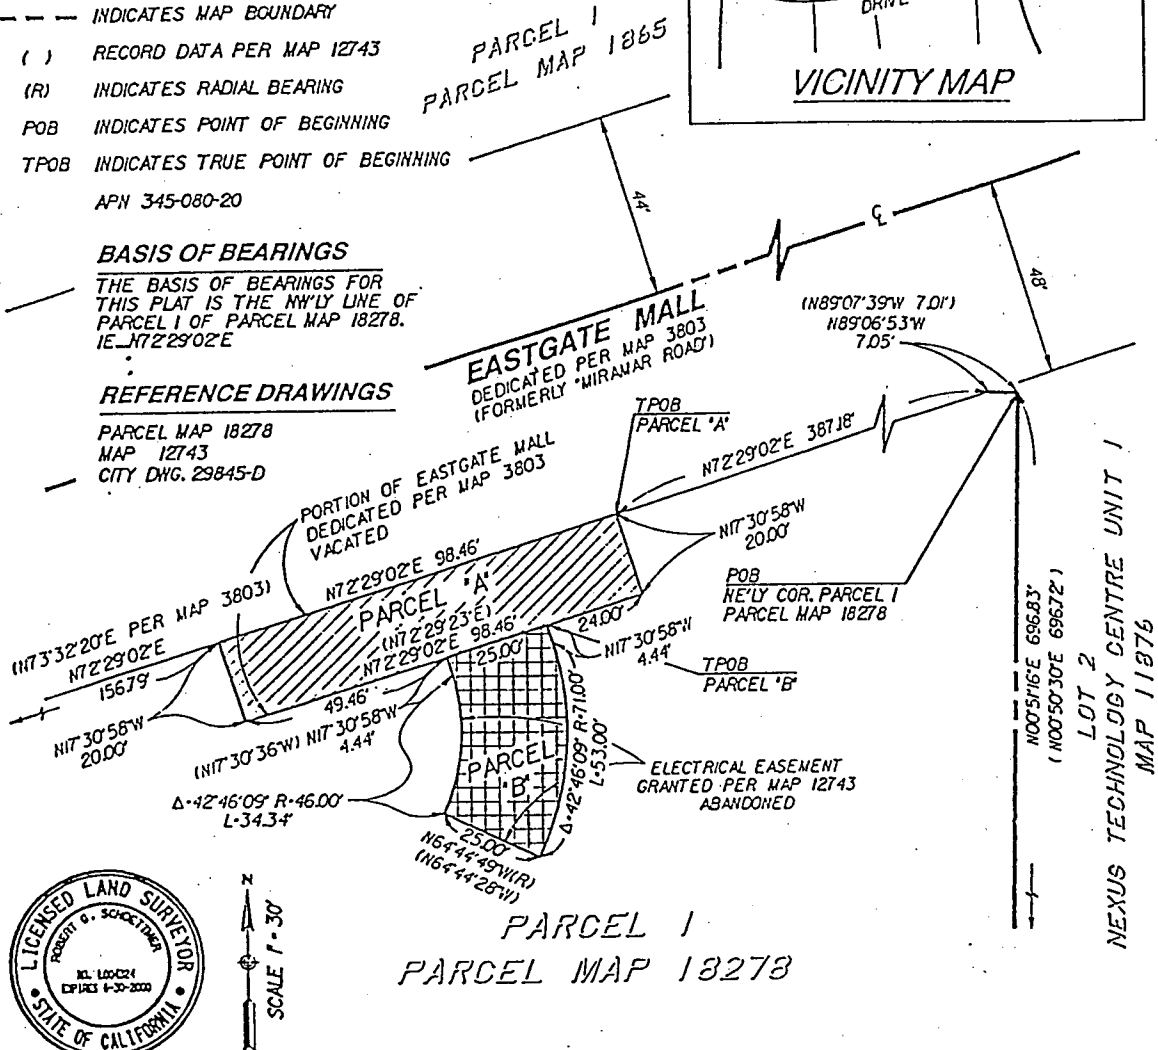 INDICATES MAP BOUNDARY
( ) RECORD DATA PER MAP 12743
(R) INDICATES RADIAL BEARING
POB INDICATES POINT OF BEGINNING
TPOB INDICATES TRUE POINT OF BEGINNING
APN 345-080-20
BASIS OF BEARINGS
THE BASIS OF BEARINGS FOR
THIS PLAT IS THE NW'LY LINE OF
PARCEL 1 OF PARCEL MAP 18278.
IE N72°29'02"E
REFERENCE DRAWINGS
PARCEL MAP 18278
MAP 12743
CITY DWG. 29845-D
PARCEL 1
PARCEL MAP 1865
DRIVE
VICINITY MAP
44'
℄
48'
EASTGATE MALL
DEDICATED PER MAP 3803
(FORMERLY "MIRAMAR ROAD")
(N89°07'39"W 7.01')
N89°06'53"W
7.05'
TPOB
PARCEL "A"
N72°29'02"E 387.18'
PORTION OF EASTGATE MALL
DEDICATED PER MAP 3803
VACATED
N17°30'58"W
20.00'
POB
NE'LY COR. PARCEL 1
PARCEL MAP 18278
N72°29'02"E 98.46'
PARCEL "A"
(N72°29'23"E)
N72°29'02"E 98.46'
(N73°32'20"E PER MAP 3803)
N72°29'02"E
156.79'
N17°30'58"W
20.00'
49.46'
25.00'
24.00'
N17°30'58"W
4.44'
TPOB
PARCEL "B"
(N17°30'36"W) N17°30'58"W
4.44'
Δ=42°46'09" R=46.00'
L=34.34'
PARCEL
"B"
Δ=42°46'09" R=71.00'
L=53.00'
ELECTRICAL EASEMENT
GRANTED PER MAP 12743
ABANDONED
25.00'
N64°44'49"W(R)
(N64°44'28"W)
N00°51'16"E 696.83'
(N00°50'30"E 696.72')
LOT 2
NEXUS TECHNOLOGY CENTRE UNIT 1
MAP 11876
PARCEL 1
PARCEL MAP 18278
LICENSED LAND SURVEYOR
STATE OF CALIFORNIA
N
SCALE 1"=30'